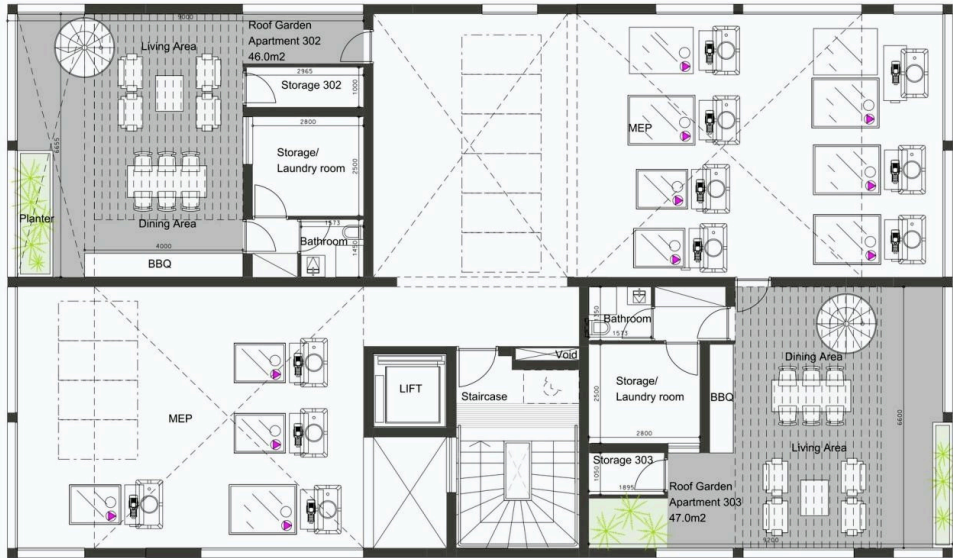 9000
Roof Garden
Apartment 302
46.0m2
Living Area
2965
Storage 302
1000
2800
Storage/
Laundry room
2500
6655
MEP
Planter
Dining Area
1573
Bathroom
1450
4000
BBQ
1350
Bathroom
1573
Void
LIFT
Staircase
MEP
Dining Area
Storage/
Laundry room
2500
BBQ
2800
6600
Living Area
Storage 303
1050
1895
Roof Garden
Apartment 303
47.0m2